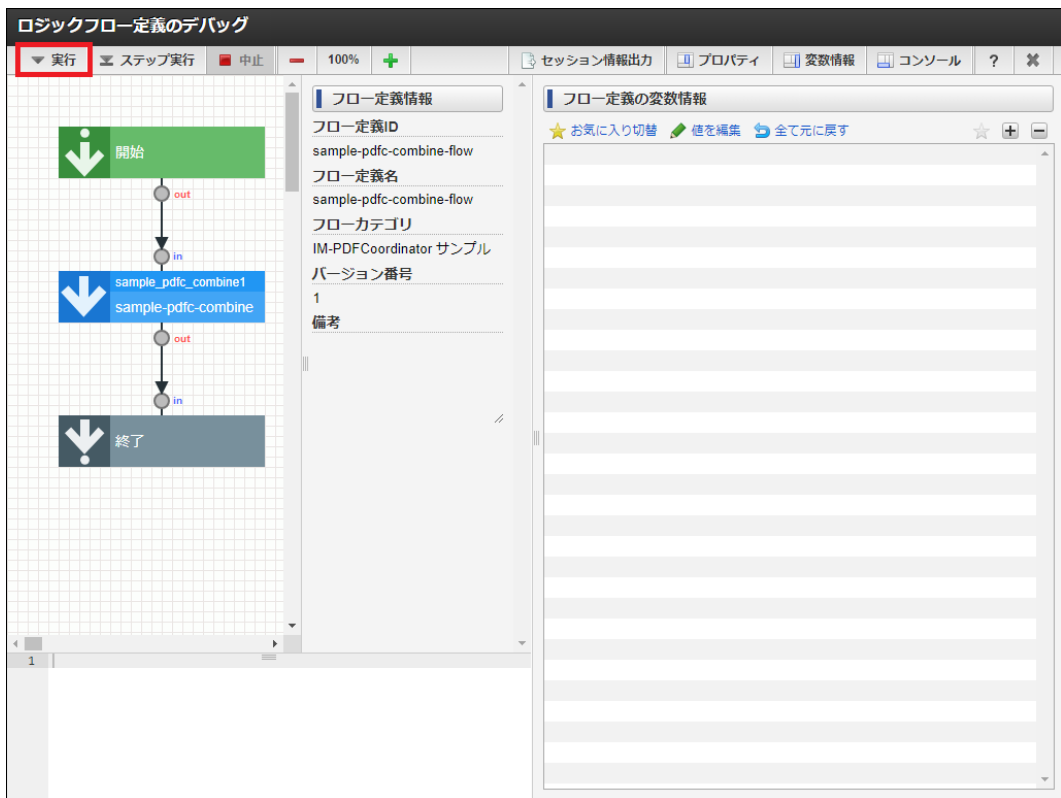 ロジックフロー定義のデバッグ
実行 ステップ実行 中止 100% セッション情報出力 プロパティ 変数情報 コンソール ?
開始
out
in
sample_pdfc_combine1
sample-pdfc-combine
out
in
終了
フロー定義情報
フロー定義ID
sample-pdfc-combine-flow
フロー定義名
sample-pdfc-combine-flow
フローカテゴリ
IM-PDFCoordinator サンプル
バージョン番号
1
備考
フロー定義の変数情報
お気に入り切替 値を編集 全て元に戻す
1